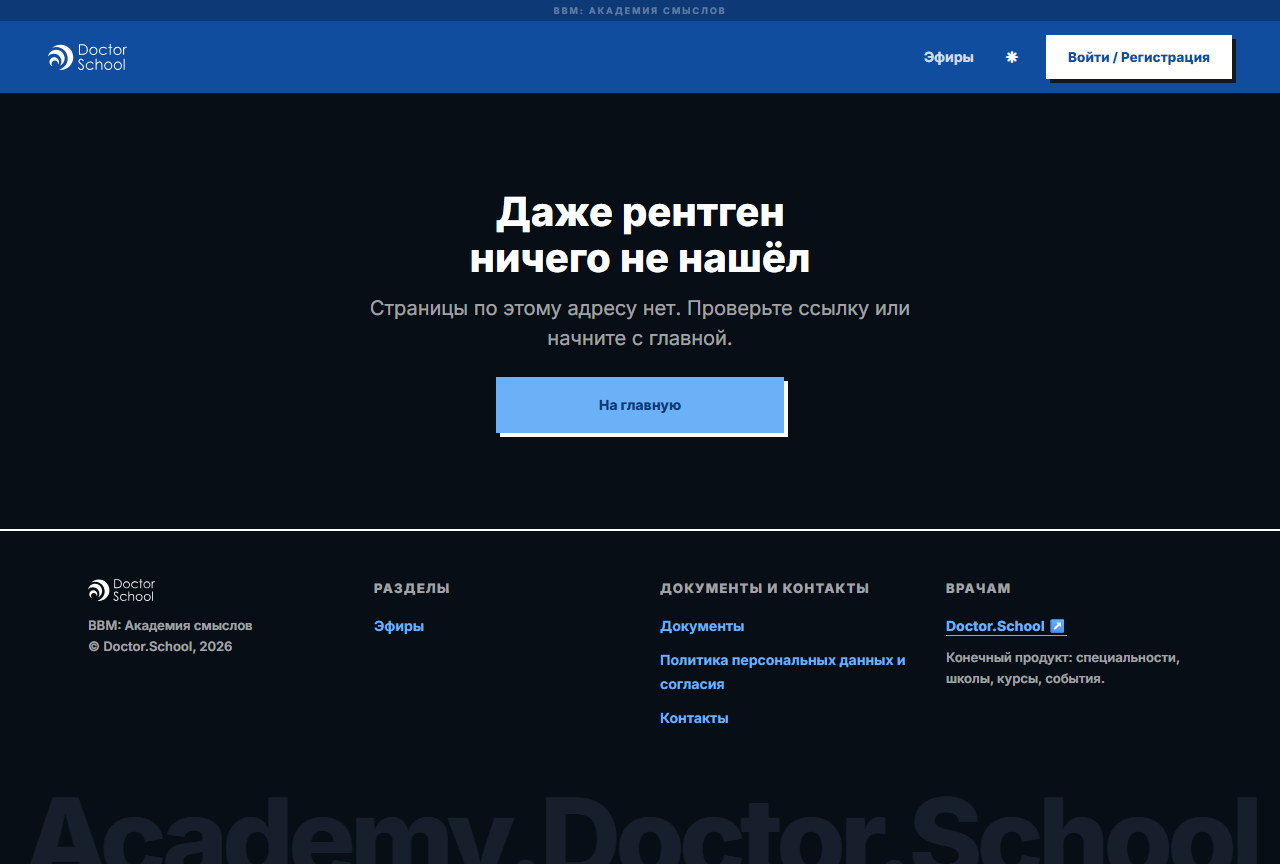 ВВМ: АКАДЕМИЯ СМЫСЛОВ
Doctor
School
Эфиры
Войти / Регистрация
Даже рентген
ничего не нашёл
Страницы по этому адресу нет. Проверьте ссылку или
начните с главной.
На главную
Doctor
School
ВВМ: Академия смыслов
© Doctor.School, 2026
РАЗДЕЛЫ
Эфиры
ДОКУМЕНТЫ И КОНТАКТЫ
Документы
Политика персональных данных и
согласия
Контакты
ВРАЧАМ
Doctor.School ↗
Конечный продукт: специальности,
школы, курсы, события.
Academy.Doctor.School